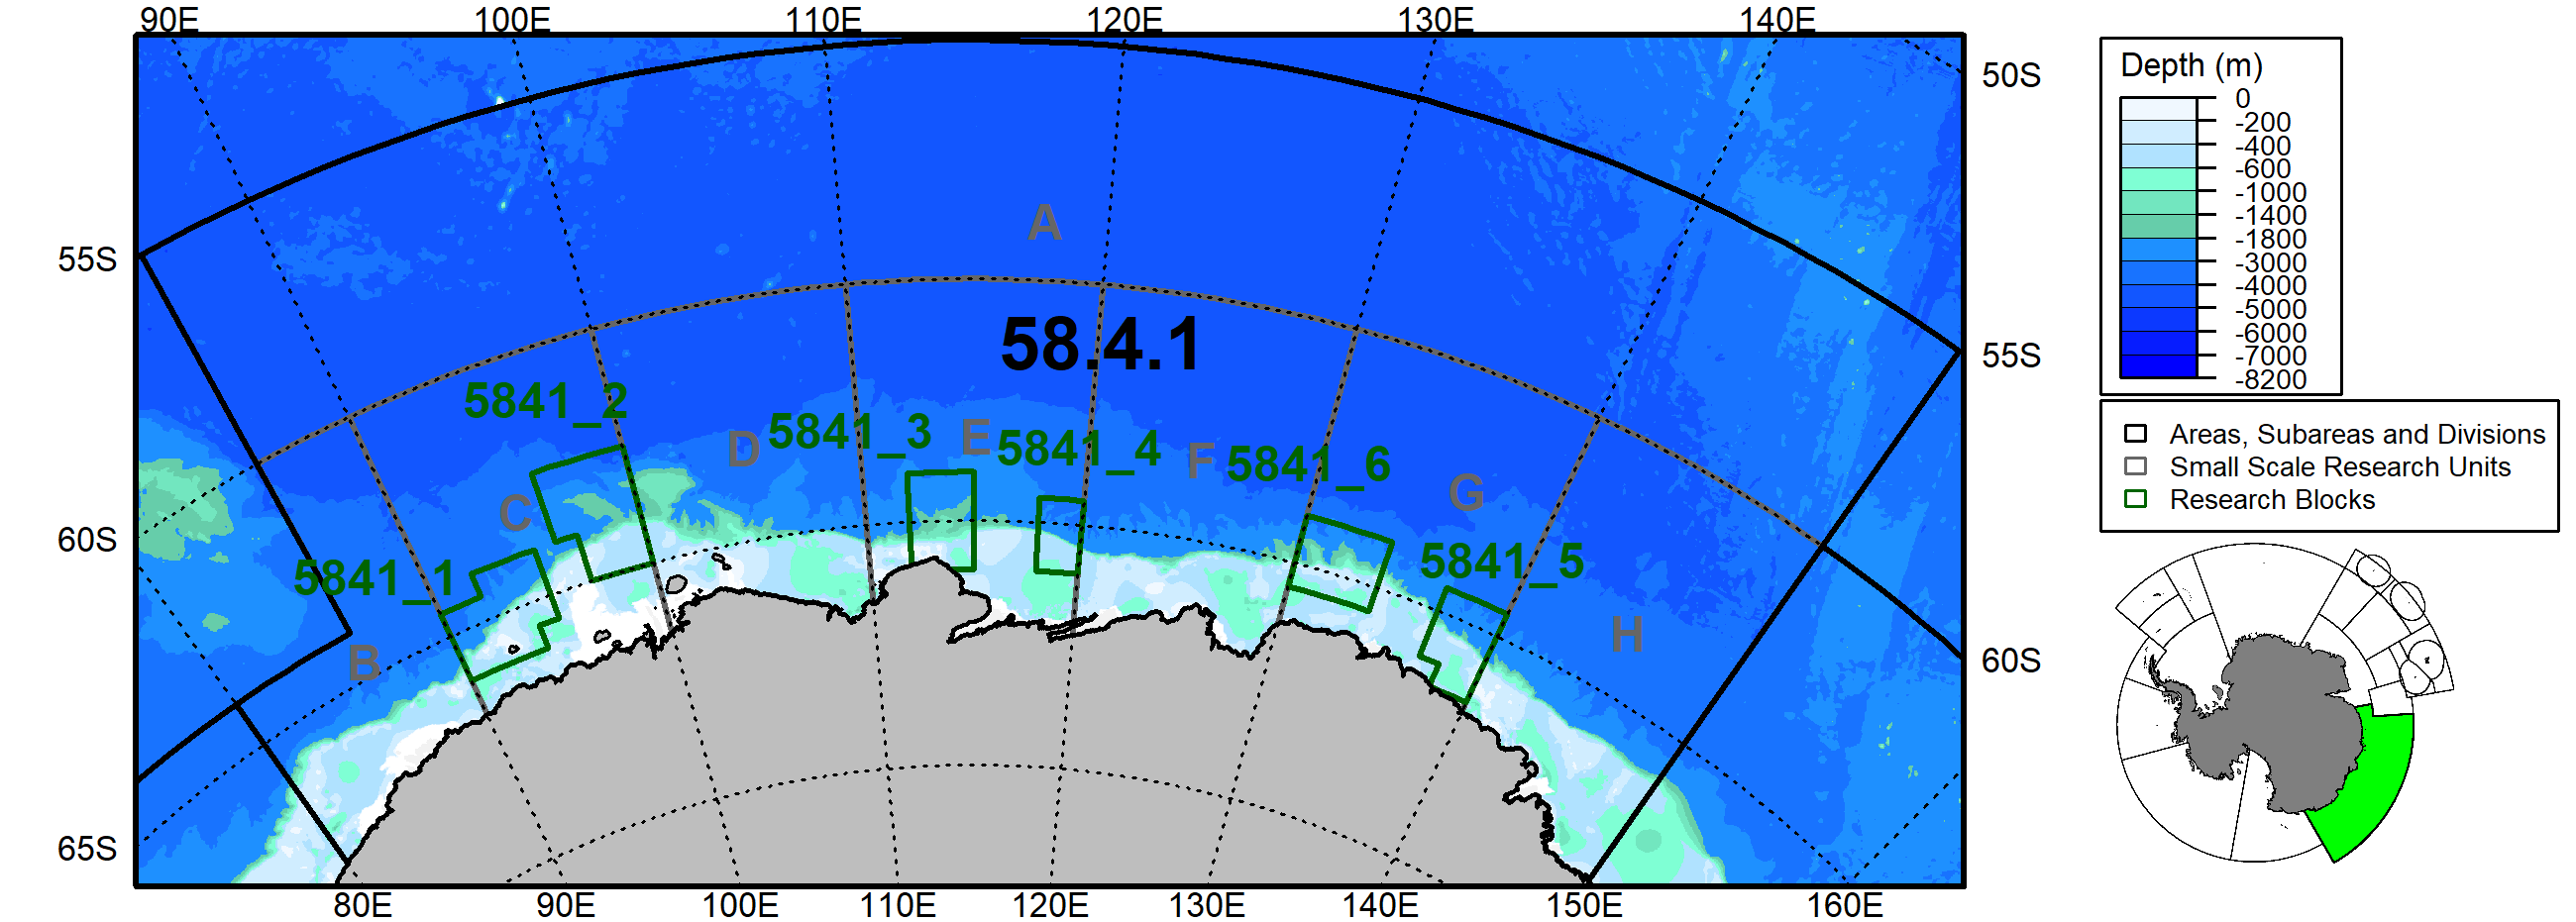 90E 100E 110E 120E 130E 140E
50S
55S
55S
60S
60S
65S
80E 90E 100E 110E 120E 130E 140E 150E 160E
A
58.4.1
5841_2
5841_3
E
5841_4
D
F
5841_6
G
C
5841_1
5841_5
B
H
Depth (m)
0
-200
-400
-600
-1000
-1400
-1800
-3000
-4000
-5000
-6000
-7000
-8200
Areas, Subareas and Divisions
Small Scale Research Units
Research Blocks